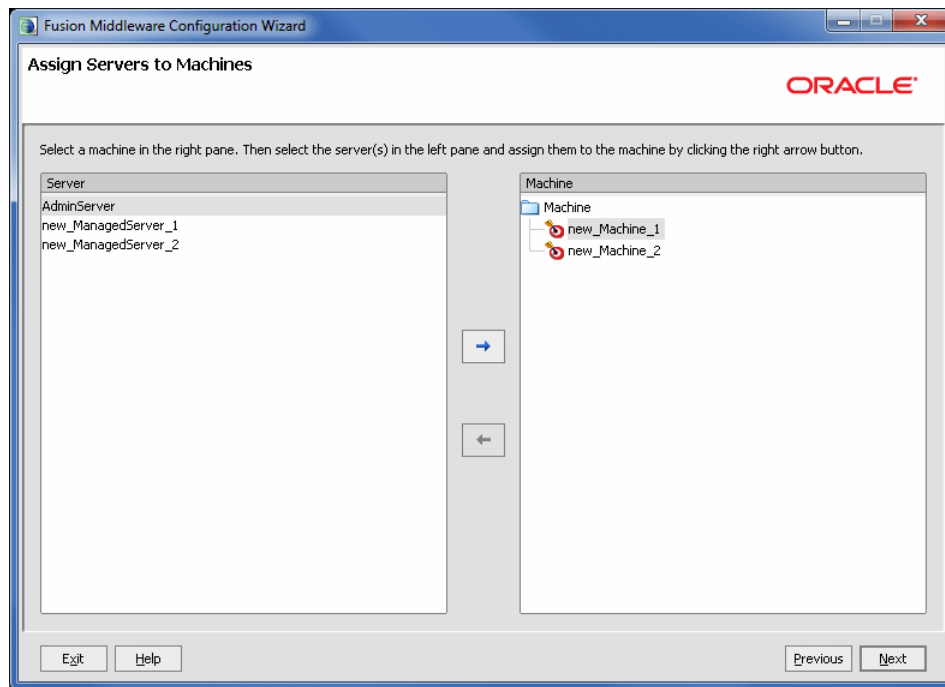 Fusion Middleware Configuration Wizard
Assign Servers to Machines
ORACLE
Select a machine in the right pane. Then select the server(s) in the left pane and assign them to the machine by clicking the right arrow button.
Server
AdminServer
new_ManagedServer_1
new_ManagedServer_2
Machine
Machine
new_Machine_1
new_Machine_2
Exit
Help
Previous
Next